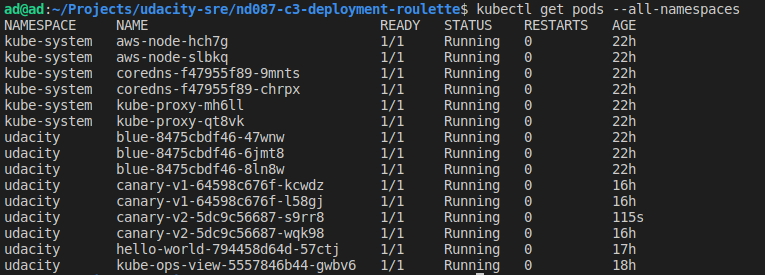 ad@ad:~/Projects/udacity-sre/nd087-c3-deployment-roulette$ kubectl get pods --all-namespaces
NAMESPACE NAME READY STATUS RESTARTS AGE
kube-system aws-node-hch7g 1/1 Running 0 22h
kube-system aws-node-slbkq 1/1 Running 0 22h
kube-system coredns-f47955f89-9mnts 1/1 Running 0 22h
kube-system coredns-f47955f89-chrpx 1/1 Running 0 22h
kube-system kube-proxy-mh6ll 1/1 Running 0 22h
kube-system kube-proxy-qt8vk 1/1 Running 0 22h
udacity blue-8475cbdf46-47wnw 1/1 Running 0 22h
udacity blue-8475cbdf46-6jmt8 1/1 Running 0 22h
udacity blue-8475cbdf46-8ln8w 1/1 Running 0 22h
udacity canary-v1-64598c676f-kcwdz 1/1 Running 0 16h
udacity canary-v1-64598c676f-l58gj 1/1 Running 0 16h
udacity canary-v2-5dc9c56687-s9rr8 1/1 Running 0 115s
udacity canary-v2-5dc9c56687-wqk98 1/1 Running 0 16h
udacity hello-world-794458d64d-57ctj 1/1 Running 0 17h
udacity kube-ops-view-5557846b44-gwbv6 1/1 Running 0 18h